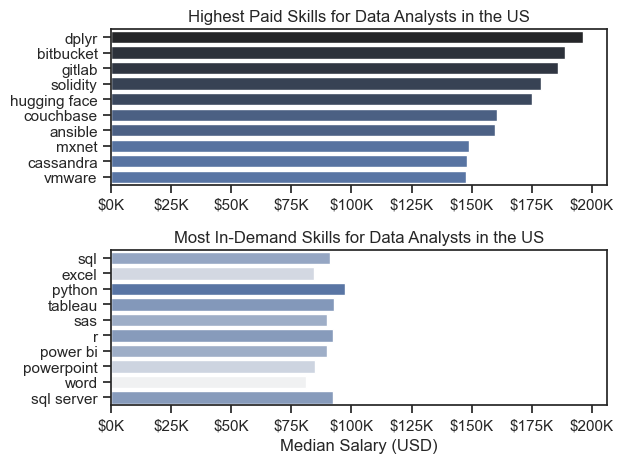 Highest Paid Skills for Data Analysts in the US
dplyr
bitbucket
gitlab
solidity
hugging face
couchbase
ansible
mxnet
cassandra
vmware
$0K $25K $50K $75K $100K $125K $150K $175K $200K
Most In-Demand Skills for Data Analysts in the US
sql
excel
python
tableau
sas
r
power bi
powerpoint
word
sql server
$0K $25K $50K $75K $100K $125K $150K $175K $200K
Median Salary (USD)